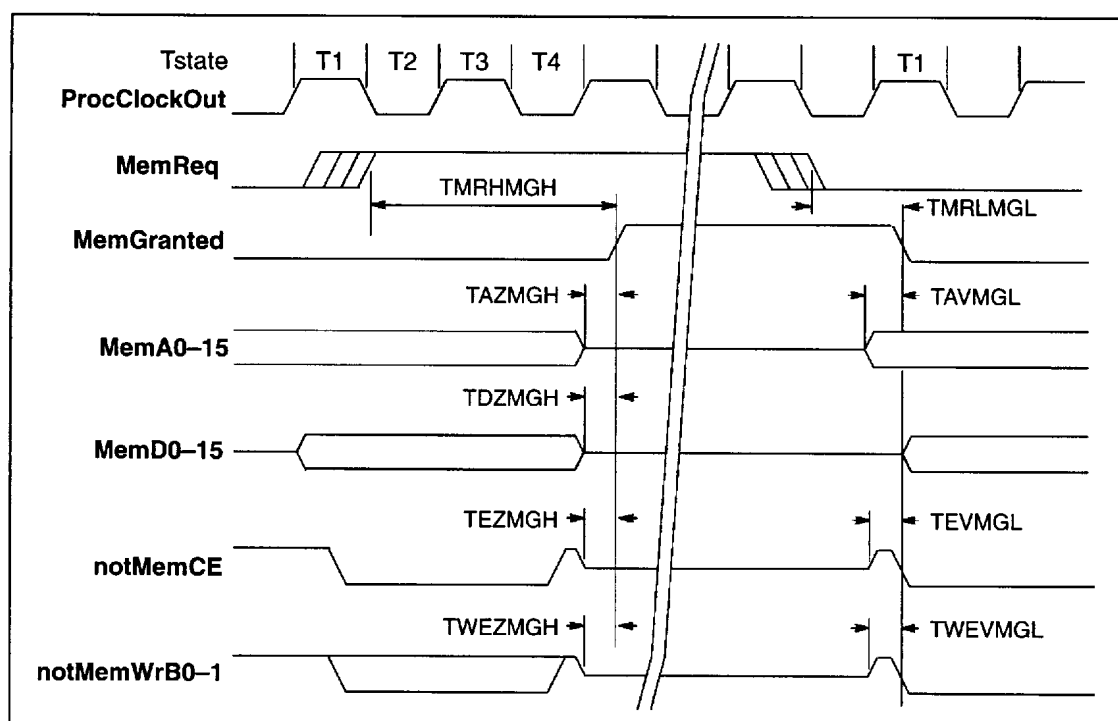 Tstate T1 T2 T3 T4 T1
ProcClockOut
MemReq
TMRHMGH
TMRLMGL
MemGranted
TAZMGH TAVMGL
MemA0–15
TDZMGH
MemD0–15
TEZMGH TEVMGL
notMemCE
TWEZMGH TWEVMGL
notMemWrB0–1